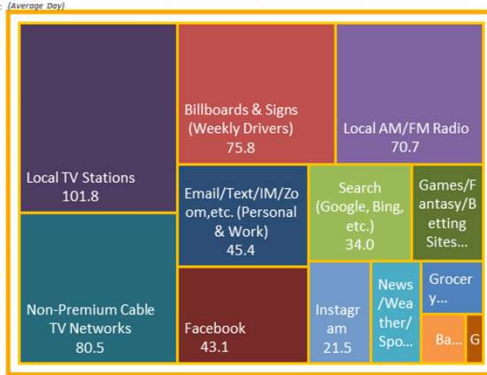 : (Average Day)
Local TV Stations
101.8
Non-Premium Cable
TV Networks
80.5
Billboards & Signs
(Weekly Drivers)
75.8
Local AM/FM Radio
70.7
Email/Text/IM/Zo
om,etc. (Personal
& Work)
45.4
Facebook
43.1
Search
(Google, Bing,
etc.)
34.0
Games/F
antasy/B
etting
Sites...
Instagr
am
21.5
News
/Wea
ther/
Spo...
Grocer
y...
Ba...
G